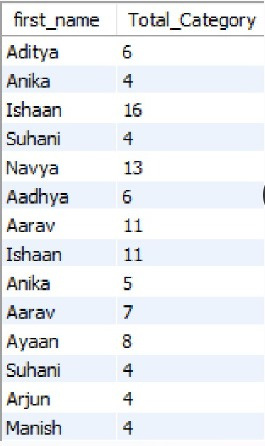 first_name Total_Category
Aditya 6
Anika 4
Ishaan 16
Suhani 4
Navya 13
Aadhya 6
Aarav 11
Ishaan 11
Anika 5
Aarav 7
Ayaan 8
Suhani 4
Arjun 4
Manish 4